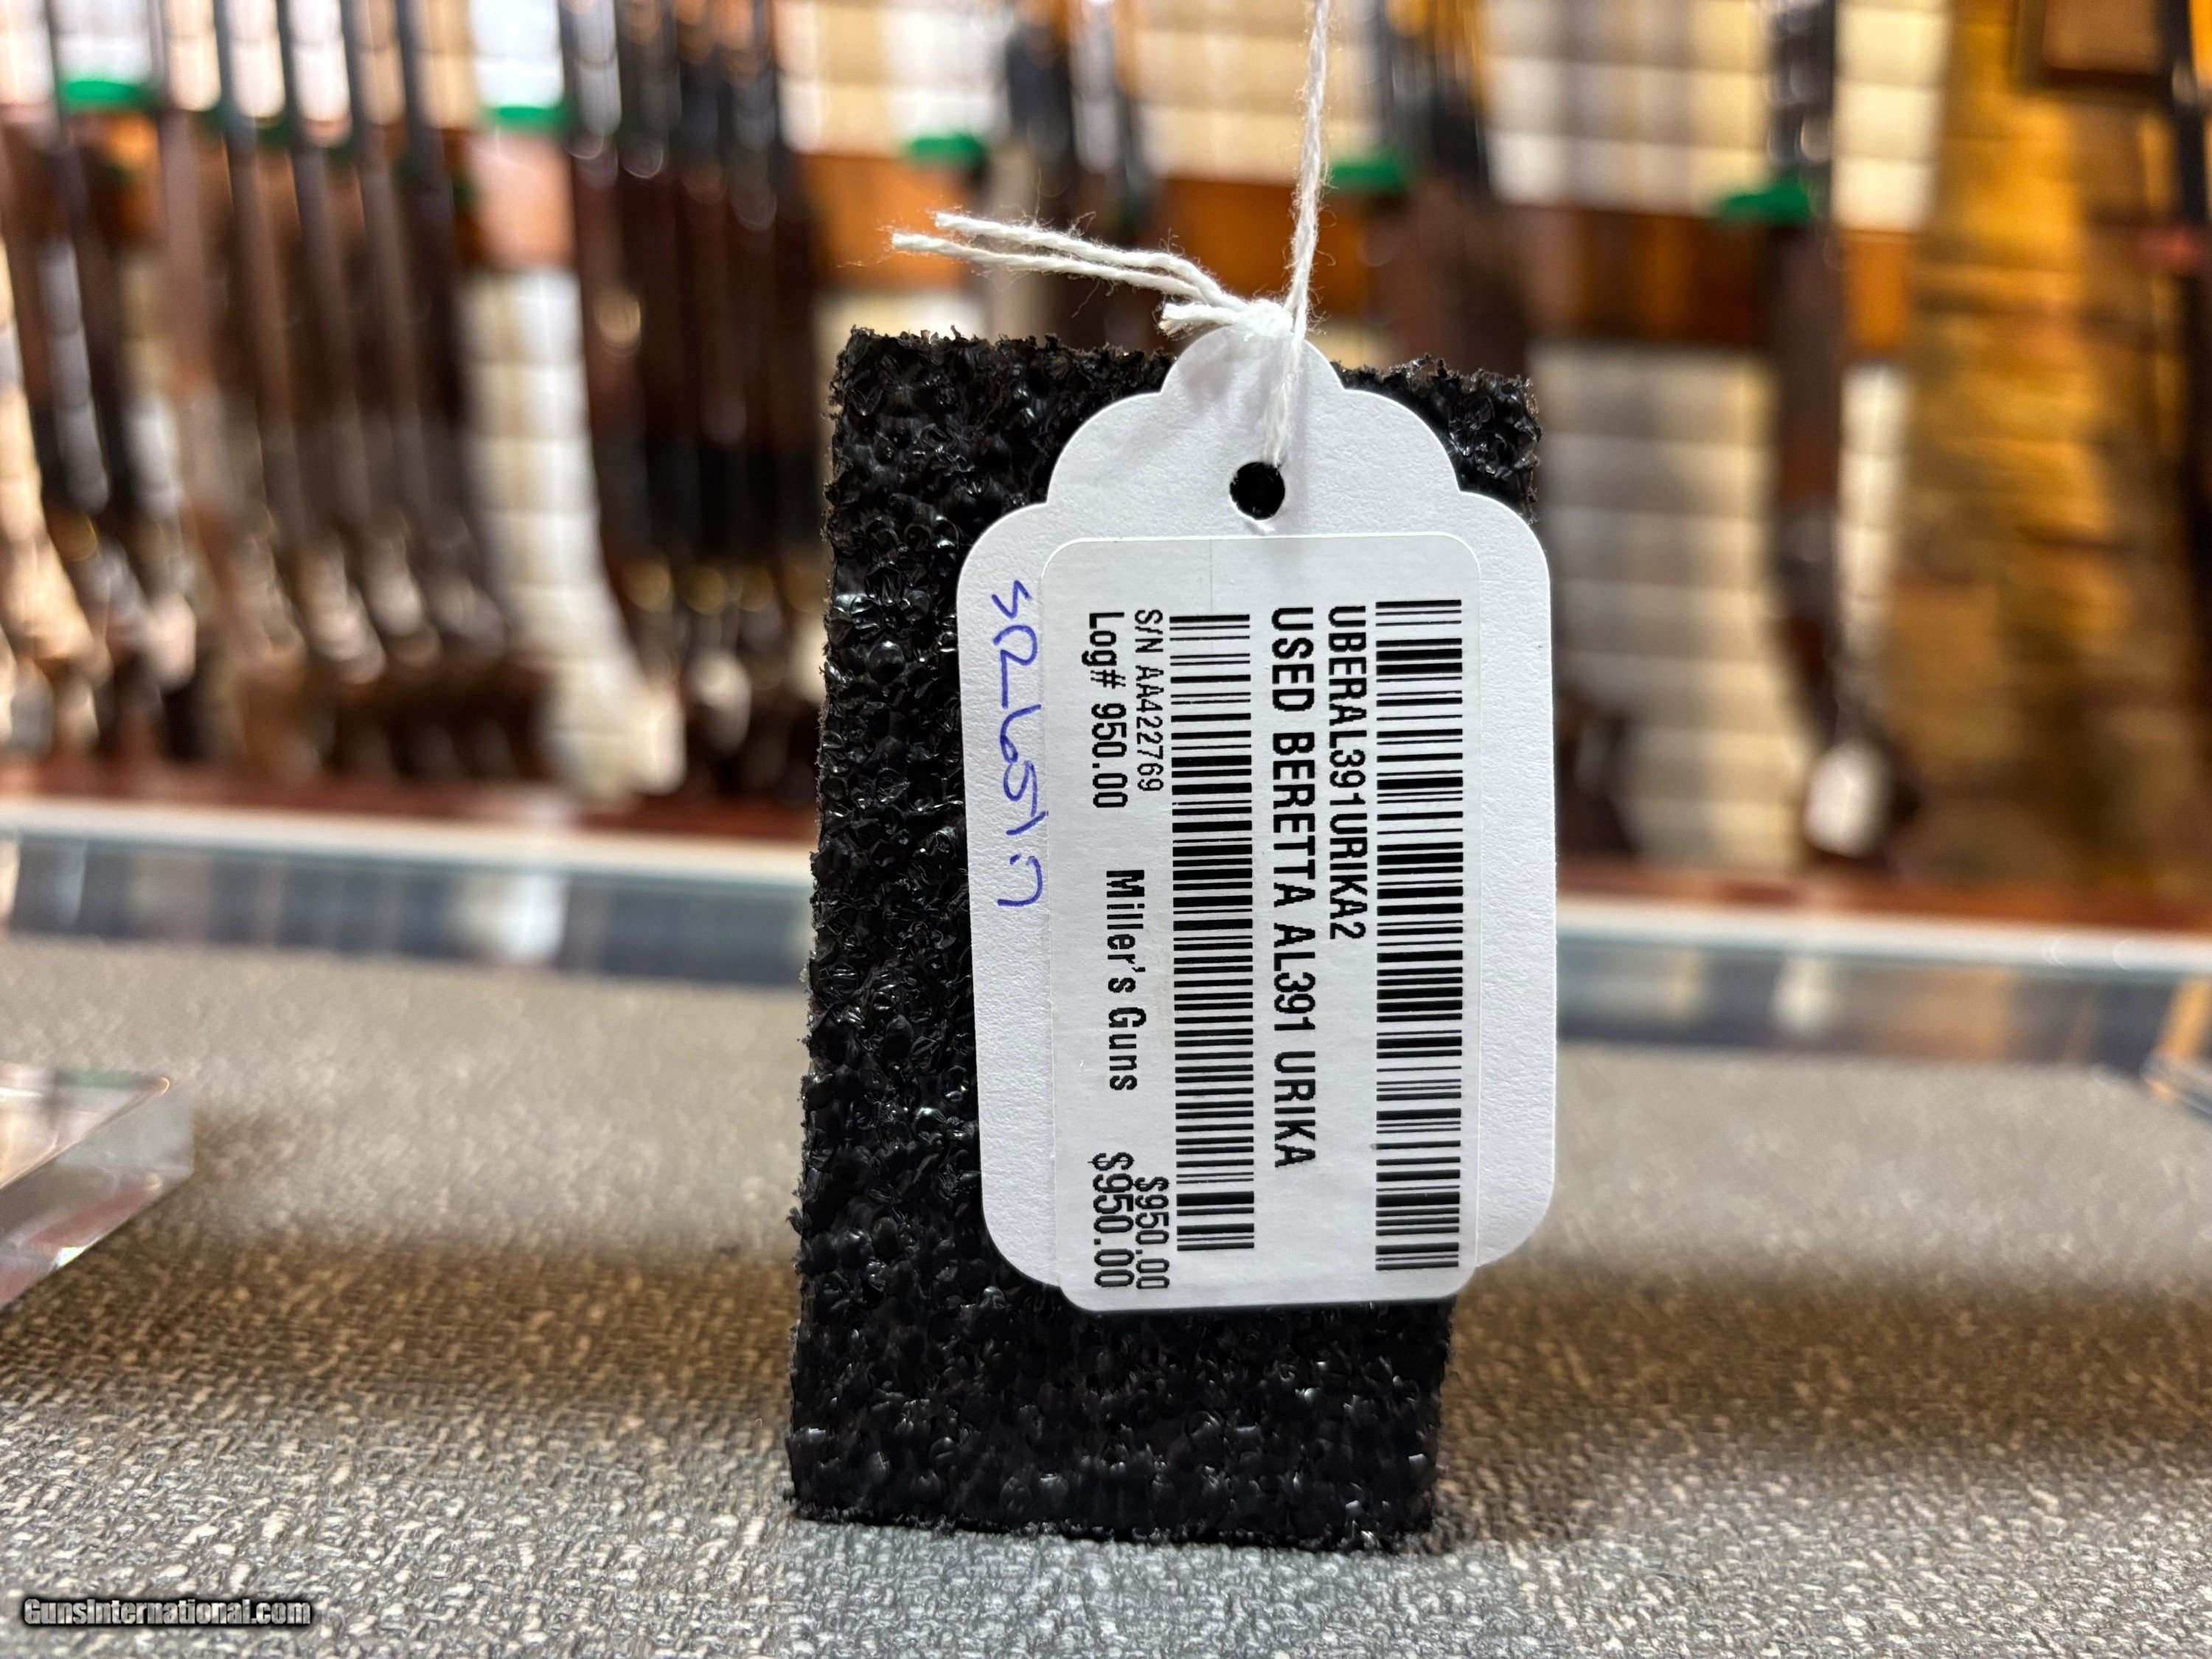 UBERAL391URIKA2
USED BERETTA AL391 URIKA
S/N AA422769 $950.00
Log# 950.00 Miller's Guns $950.00
GunsInternational.com